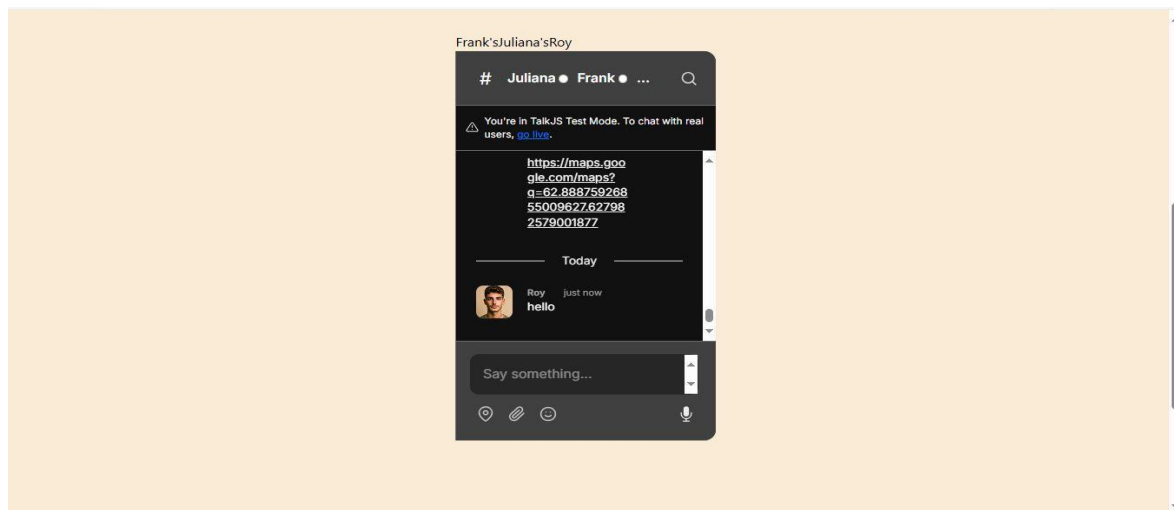 Frank'sJuliana'sRoy
# Juliana Frank ...
You're in TalkJS Test Mode. To chat with real
users, go live.
https://maps.goo
gle.com/maps?
q=62.888759268
55009627.62798
2579001877
Today
Roy just now
hello
Say something...